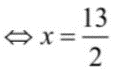 ⇔ x = 13/2